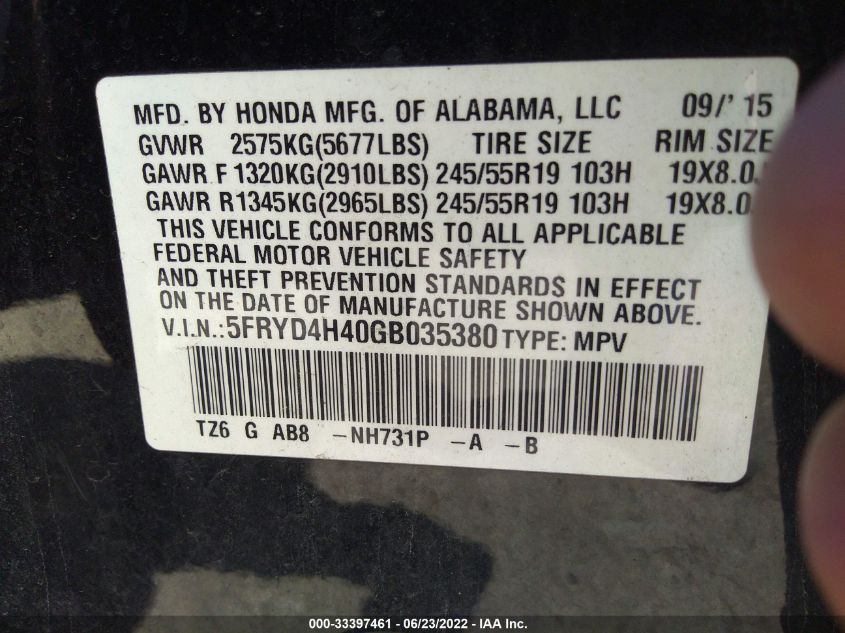 MFD. BY HONDA MFG. OF ALABAMA, LLC 09/' 15
GVWR 2575KG(5677LBS) TIRE SIZE RIM SIZE
GAWR F 1320KG(2910LBS) 245/55R19 103H 19X8.0J
GAWR R1345KG(2965LBS) 245/55R19 103H 19X8.0
THIS VEHICLE CONFORMS TO ALL APPLICABLE
FEDERAL MOTOR VEHICLE SAFETY
AND THEFT PREVENTION STANDARDS IN EFFECT
ON THE DATE OF MANUFACTURE SHOWN ABOVE.
V.I.N.:5FRYD4H40GB035380 TYPE: MPV
TZ6 G AB8 -NH731P -A -B
000-33397461 - 06/23/2022 - IAA Inc.